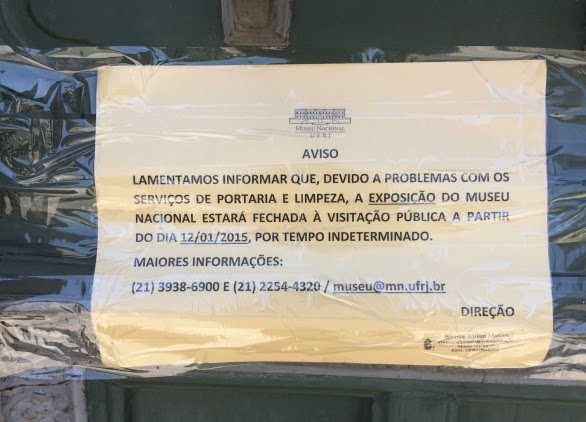 MUSEU NACIONAL
U F R J
AVISO
LAMENTAMOS INFORMAR QUE, DEVIDO A PROBLEMAS COM OS
SERVIÇOS DE PORTARIA E LIMPEZA, A EXPOSIÇÃO DO MUSEU
NACIONAL ESTARÁ FECHADA À VISITAÇÃO PÚBLICA A PARTIR
DO DIA 12/01/2015, POR TEMPO INDETERMINADO.
MAIORES INFORMAÇÕES:
(21) 3938-6900 E (21) 2254-4320 / museu@mn.ufrj.br
DIREÇÃO